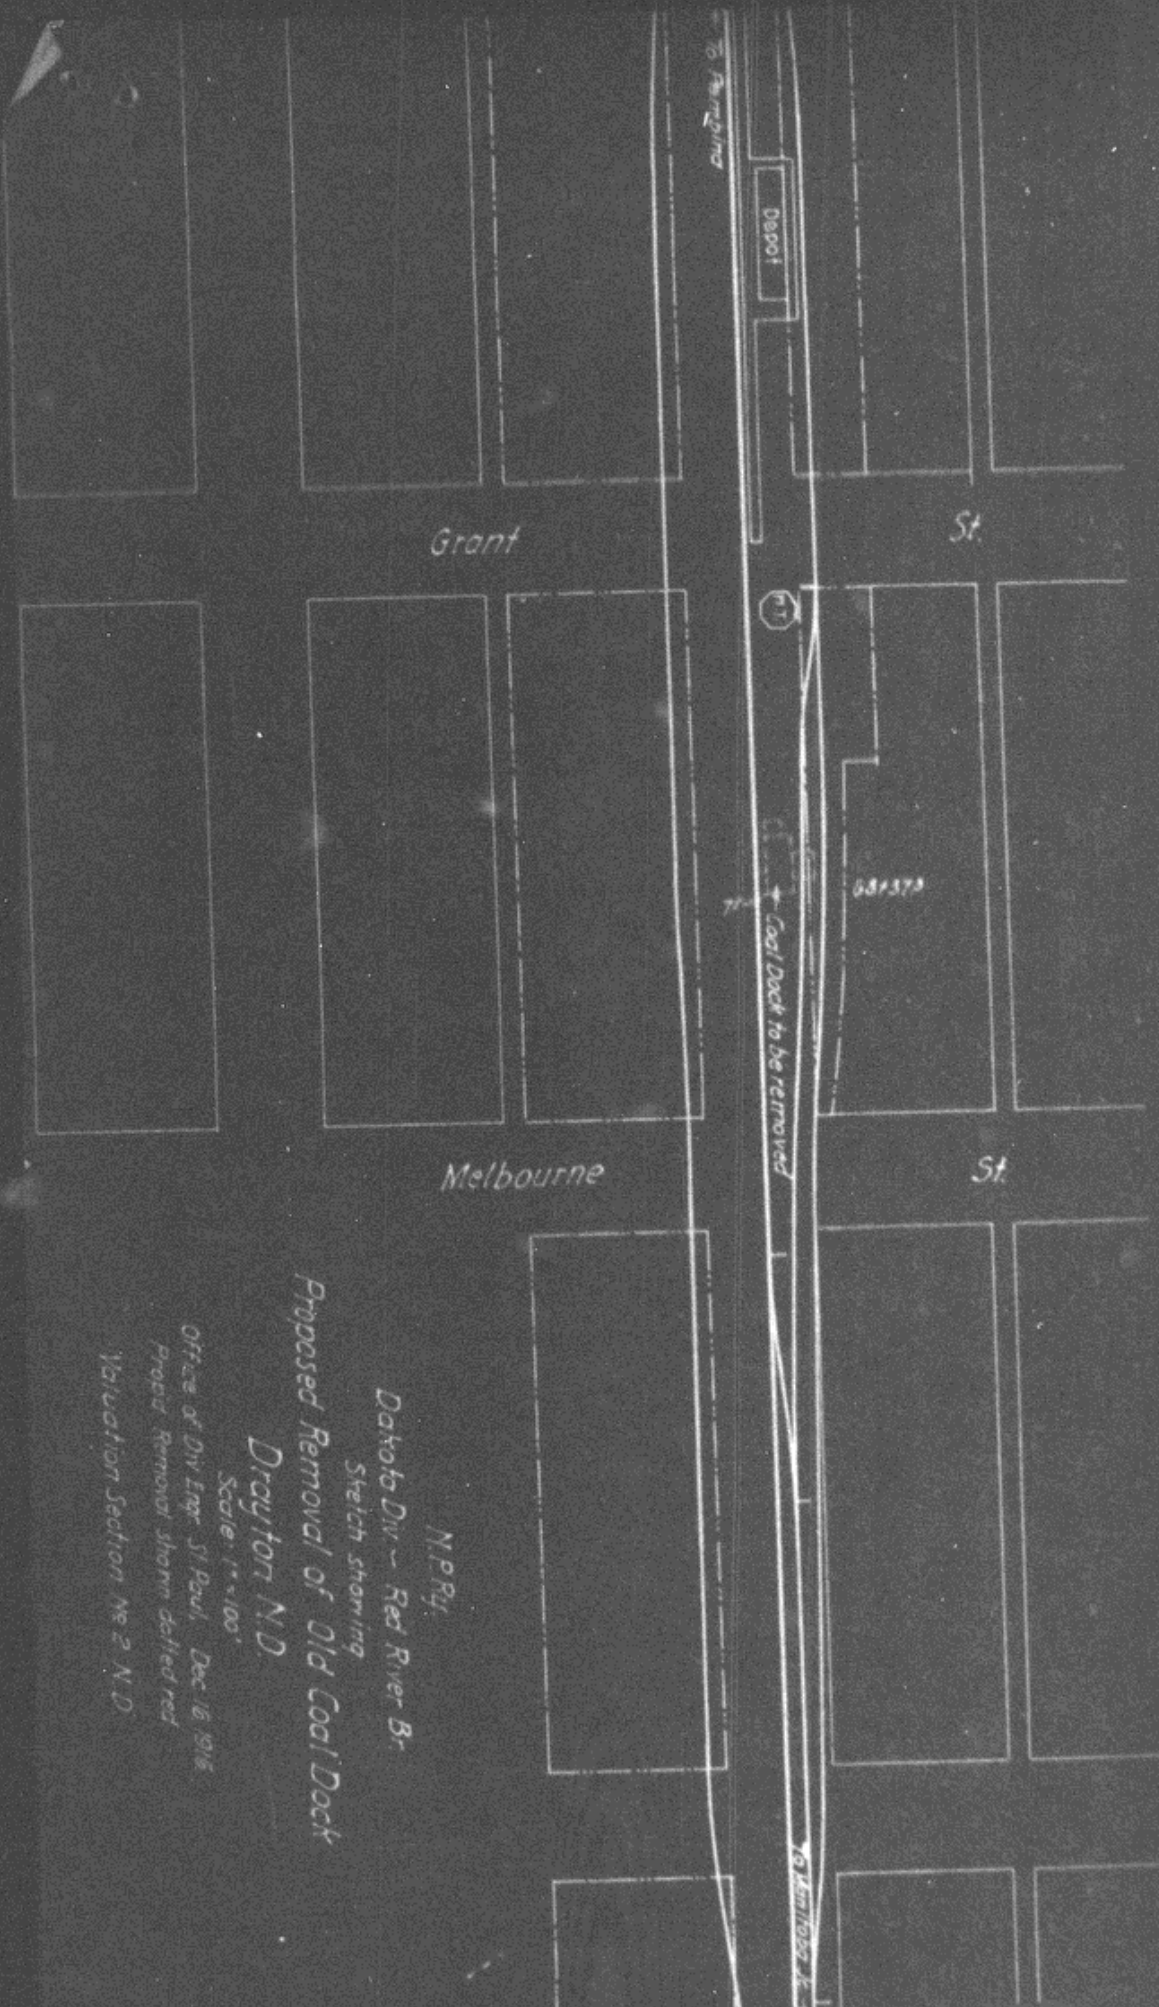 To Pembina
Depot
Grant St.
Coal Dock to be removed
Melbourne St.
To Manitoba Jc.
N.P.Ry.
Dakota Div. - Red River Br.
Sketch showing
Proposed Removal of Old Coal Dock
Drayton N.D.
Scale: 1"=100'
Office of Div Engr. St. Paul, Dec. 16 1916.
Propd Removal shown dotted red
Valuation Section No 2 N.D.